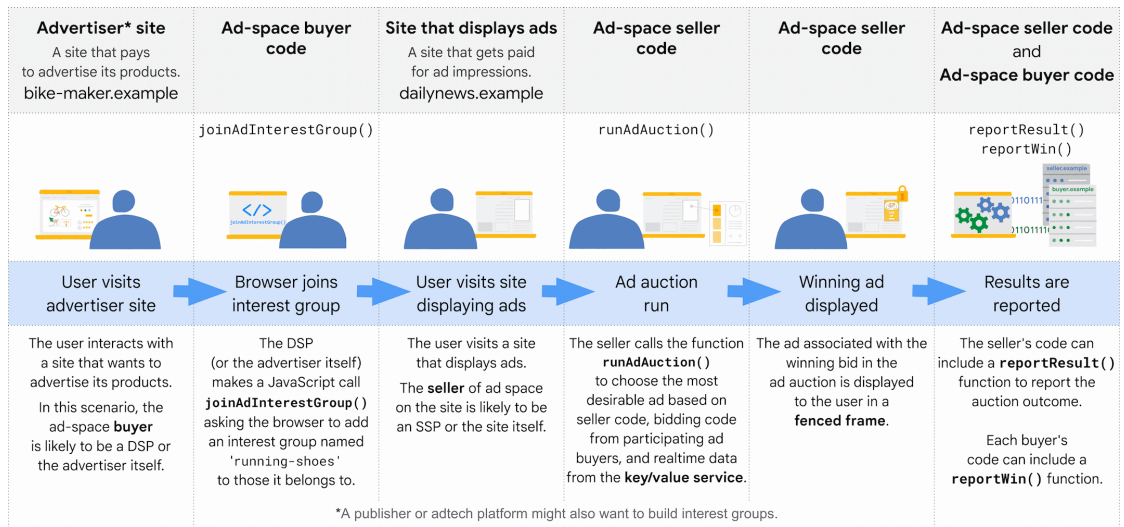 Advertiser* site
A site that pays
to advertise its products.
bike-maker.example
Ad-space buyer
code
Site that displays ads
A site that gets paid
for ad impressions.
dailynews.example
Ad-space seller
code
Ad-space seller
code
Ad-space seller code
and
Ad-space buyer code
joinAdInterestGroup()
runAdAuction()
reportResult()
reportWin()
</>
joinAdInterestGroup()
seller.example
buyer.example
0110111
01101111
User visits
advertiser site
Browser joins
interest group
User visits site
displaying ads
Ad auction
run
Winning ad
displayed
Results are
reported
The user interacts with
a site that wants to
advertise its products.
In this scenario, the
ad-space buyer
is likely to be a DSP or
the advertiser itself.
The DSP
(or the advertiser itself)
makes a JavaScript call
joinAdInterestGroup()
asking the browser to add
an interest group named
'running-shoes'
to those it belongs to.
The user visits a site
that displays ads.
The seller of ad space
on the site is likely to be
an SSP or the site itself.
The seller calls the function
runAdAuction()
to choose the most
desirable ad based on
seller code, bidding code
from participating ad
buyers, and realtime data
from the key/value service.
The ad associated with the
winning bid in the
ad auction is displayed
to the user in a
fenced frame.
The seller's code can
include a reportResult()
function to report the
auction outcome.
Each buyer's
code can include a
reportWin() function.
*A publisher or adtech platform might also want to build interest groups.